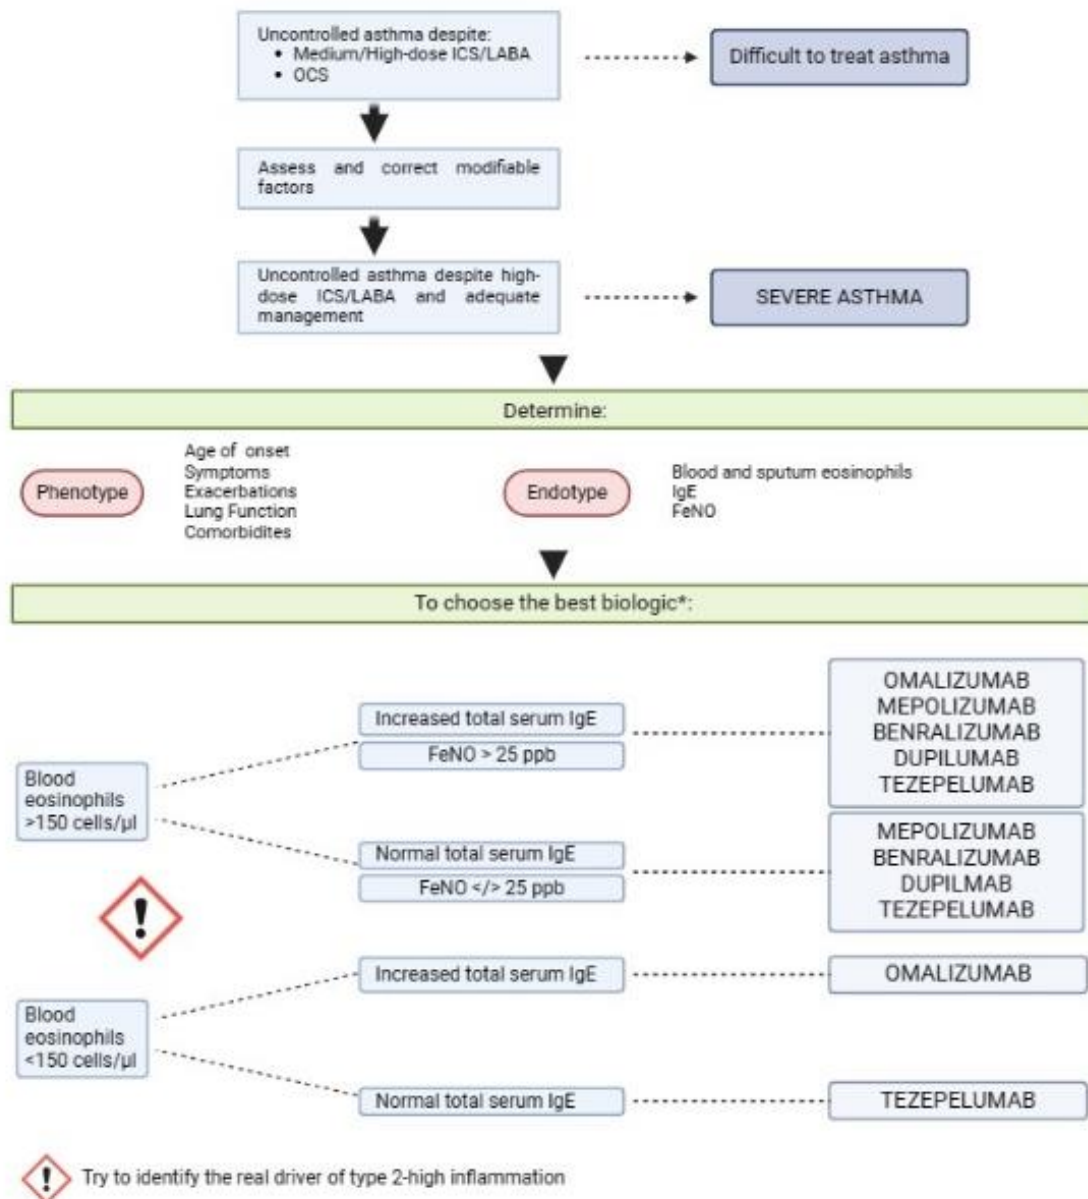 Uncontrolled asthma despite:
• Medium/High-dose ICS/LABA
• OCS
Difficult to treat asthma
Assess and correct modifiable
factors
Uncontrolled asthma despite high-
dose ICS/LABA and adequate
management
SEVERE ASTHMA
Determine:
Phenotype
Age of onset
Symptoms
Exacerbations
Lung Function
Comorbidites
Endotype
Blood and sputum eosinophils
IgE
FeNO
To choose the best biologic*:
Blood
eosinophils
>150 cells/µl
Increased total serum IgE
FeNO > 25 ppb
OMALIZUMAB
MEPOLIZUMAB
BENRALIZUMAB
DUPILUMAB
TEZEPELUMAB
Normal total serum IgE
FeNO </> 25 ppb
MEPOLIZUMAB
BENRALIZUMAB
DUPILMAB
TEZEPELUMAB
!
Blood
eosinophils
<150 cells/µl
Increased total serum IgE
OMALIZUMAB
Normal total serum IgE
TEZEPELUMAB
! Try to identify the real driver of type 2-high inflammation